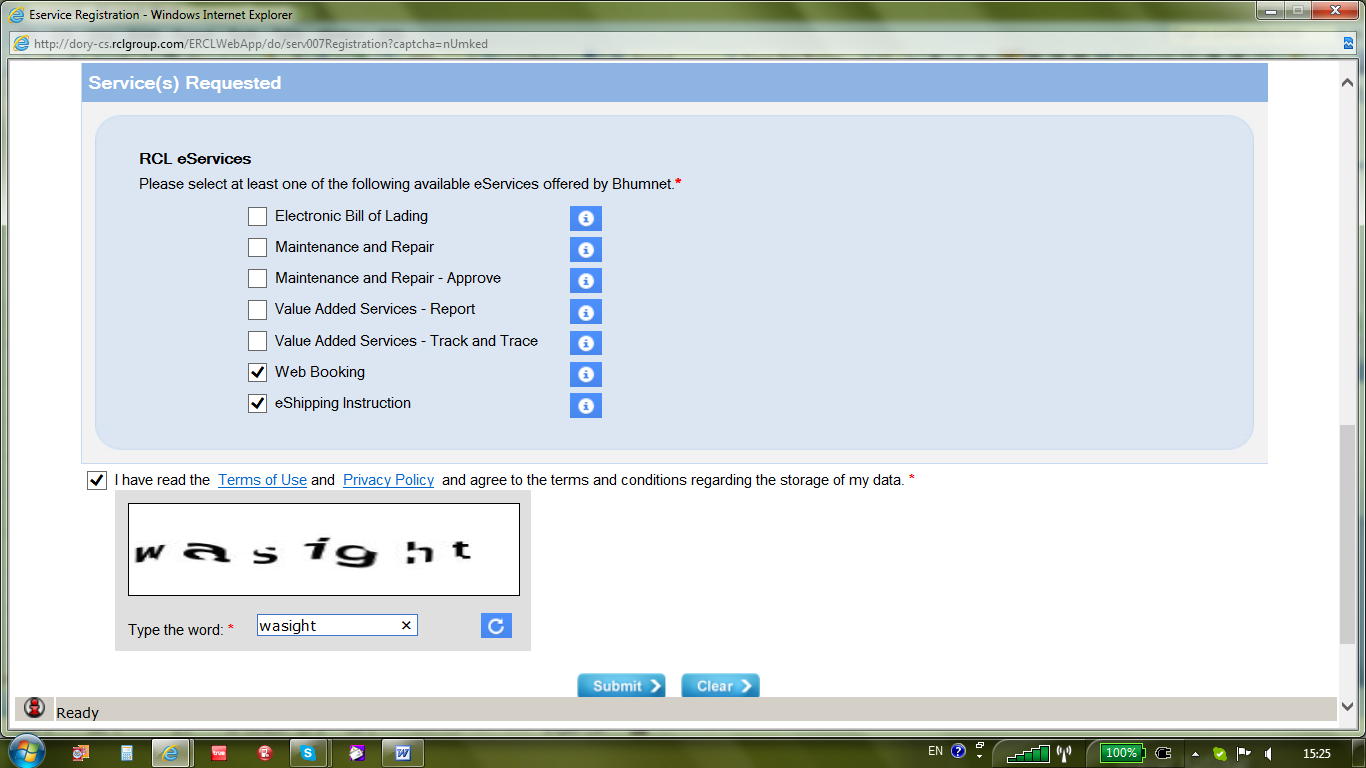 Eservice Registration - Windows Internet Explorer
http://dory-cs.rclgroup.com/ERCLWebApp/do/serv007Registration?captcha=nUmked
Service(s) Requested
RCL eServices
Please select at least one of the following available eServices offered by Bhumnet.*
Electronic Bill of Lading
Maintenance and Repair
Maintenance and Repair - Approve
Value Added Services - Report
Value Added Services - Track and Trace
Web Booking
eShipping Instruction
I have read the Terms of Use and Privacy Policy and agree to the terms and conditions regarding the storage of my data. *
wasight
Type the word: * wasight
Submit Clear
Ready
EN 100% 15:25